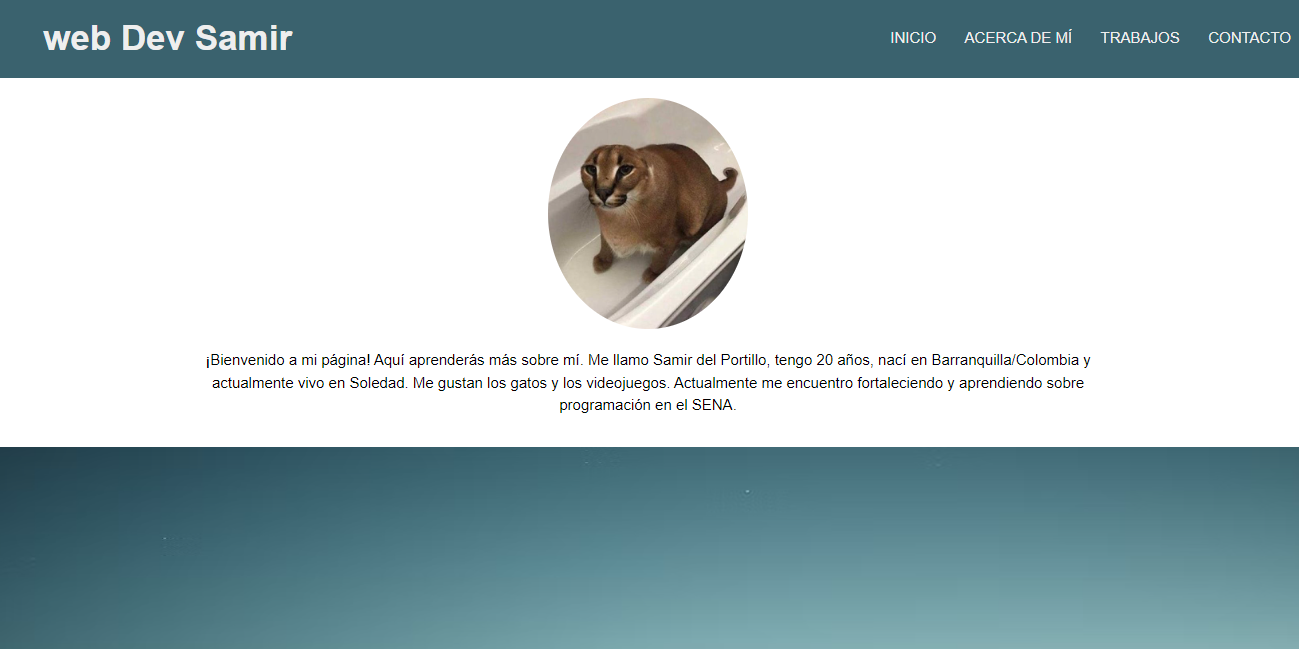 web Dev Samir
INICIO ACERCA DE MÍ TRABAJOS CONTACTO
¡Bienvenido a mi página! Aquí aprenderás más sobre mí. Me llamo Samir del Portillo, tengo 20 años, nací en Barranquilla/Colombia y
actualmente vivo en Soledad. Me gustan los gatos y los videojuegos. Actualmente me encuentro fortaleciendo y aprendiendo sobre
programación en el SENA.